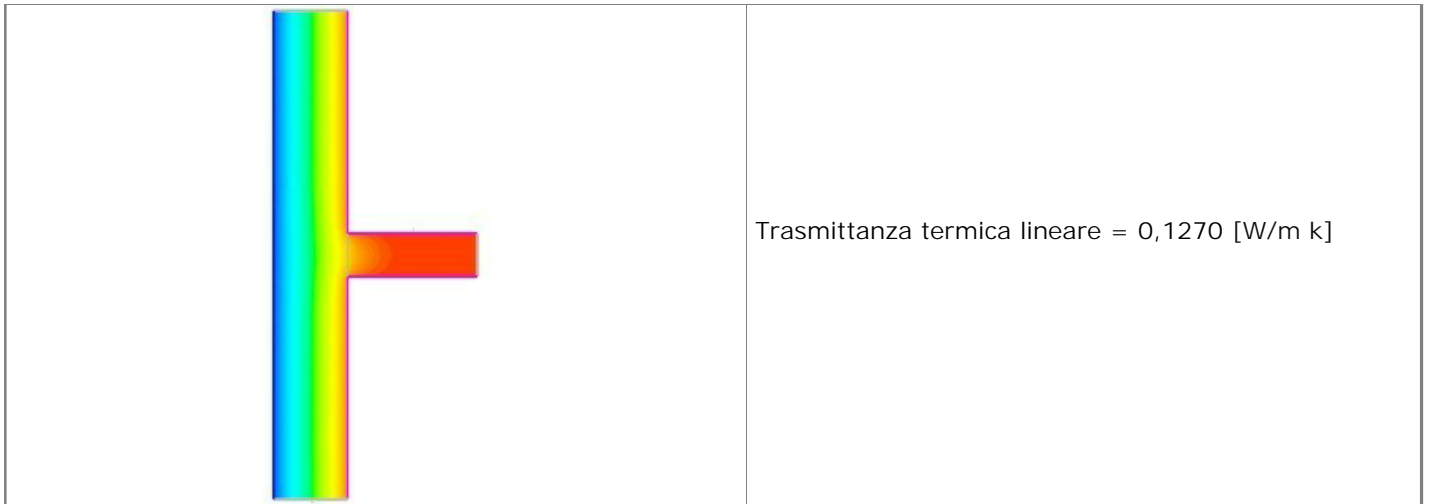 Trasmittanza termica lineare = 0,1270 [W/m k]